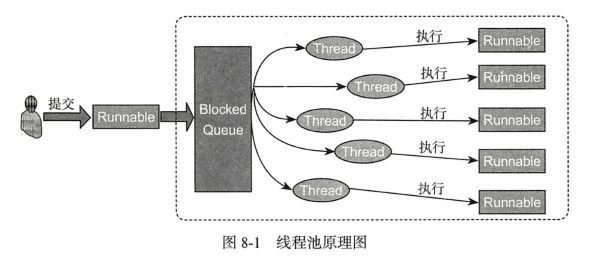 提交
Runnable
Blocked
Queue
Thread
执行
Runnable
Thread
执行
Runnable
Thread
执行
Runnable
Thread
执行
Runnable
Thread
执行
Runnable
图 8-1 线程池原理图